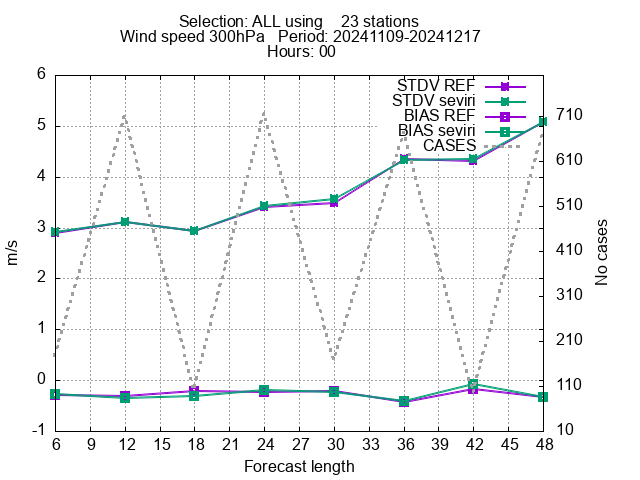 Selection: ALL using 23 stations
Wind speed 300hPa Period: 20241109-20241217
Hours: 00
STDV REF
STDV seviri
BIAS REF
BIAS seviri
CASES
6
5
4
3
2
1
0
-1
m/s
710
610
510
410
310
210
110
10
No cases
6 9 12 15 18 21 24 27 30 33 36 39 42 45 48
Forecast length